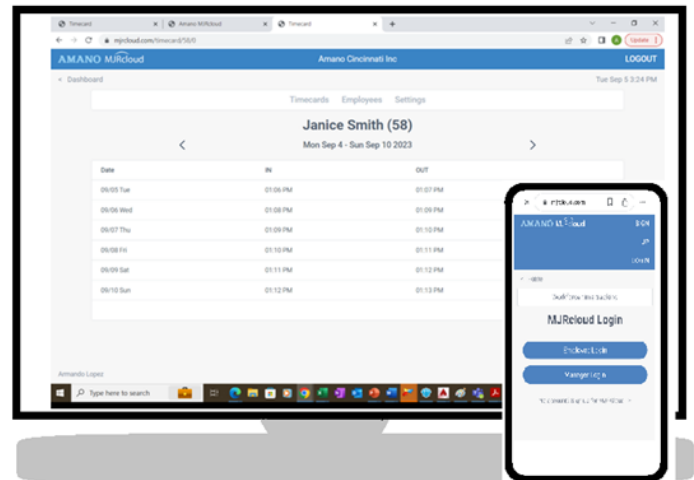 Timecard
Amano MJRcloud
Timecard
mjrcloud.com/timecard/58/0
Update
AMANO MJRcloud
Amano Cincinnati Inc
LOGOUT
< Dashboard
Tue Sep 5 3:24 PM
Timecards Employees Settings
Janice Smith (58)
< Mon Sep 4 - Sun Sep 10 2023 >
Date IN OUT
09/05 Tue 01:06 PM 01:07 PM
09/06 Wed 01:08 PM 01:09 PM
09/07 Thu 01:09 PM 01:10 PM
09/08 Fri 01:10 PM 01:11 PM
09/09 Sat 01:11 PM 01:12 PM
09/10 Sun 01:12 PM 01:13 PM
Armando Lopez
Type here to search
AMANO
MJRcloud Login
Employee Login
Manager Login